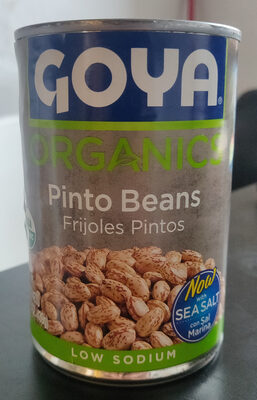 GOYA
ORGANICS
Pinto Beans
Frijoles Pintos
Now
with
SEA SALT
con Sal
Marina
LOW SODIUM